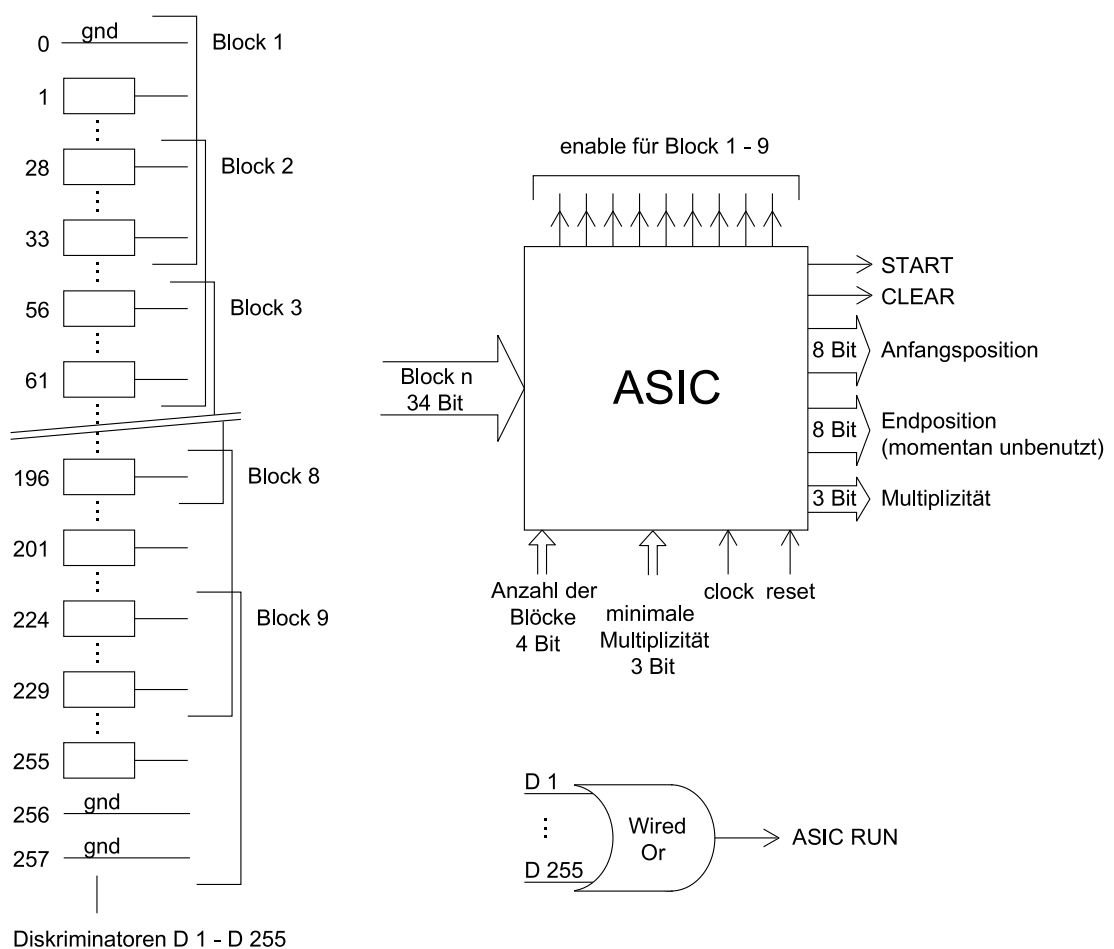 0 gnd
Block 1
1
28
Block 2
33
56
Block 3
61
196
Block 8
201
224
Block 9
229
255
256 gnd
257 gnd
Diskriminatoren D 1 - D 255
enable für Block 1 - 9
Block n
34 Bit
ASIC
START
CLEAR
8 Bit Anfangsposition
8 Bit Endposition
(momentan unbenutzt)
3 Bit Multiplizität
Anzahl der
Blöcke
4 Bit
minimale
Multiplizität
3 Bit
clock
reset
D 1
D 255
Wired
Or
ASIC RUN